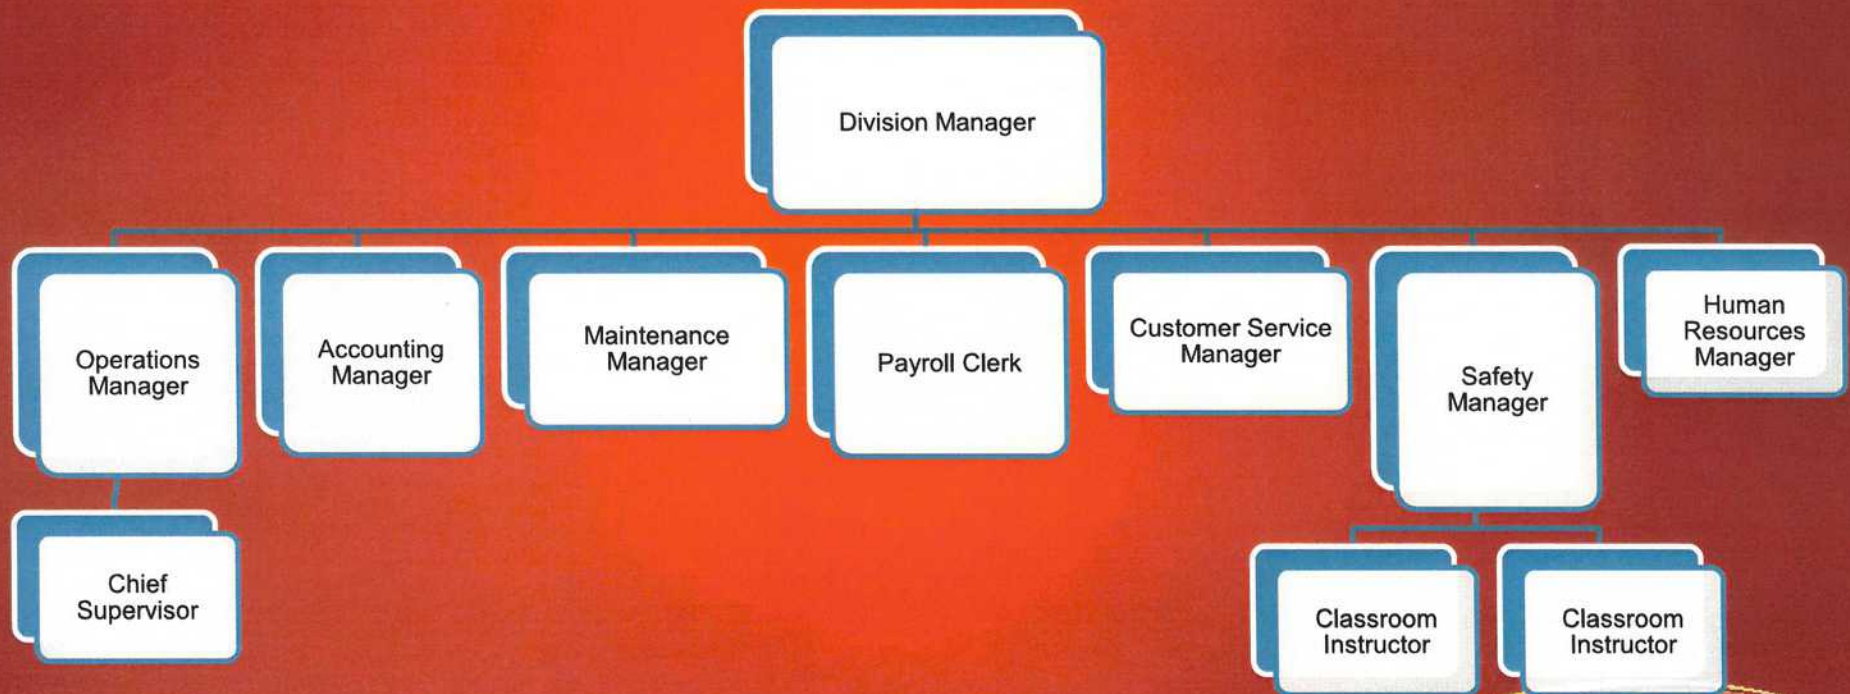 Division Manager
Operations
Manager
Accounting
Manager
Maintenance
Manager
Payroll Clerk
Customer Service
Manager
Safety
Manager
Human
Resources
Manager
Chief
Supervisor
Classroom
Instructor
Classroom
Instructor